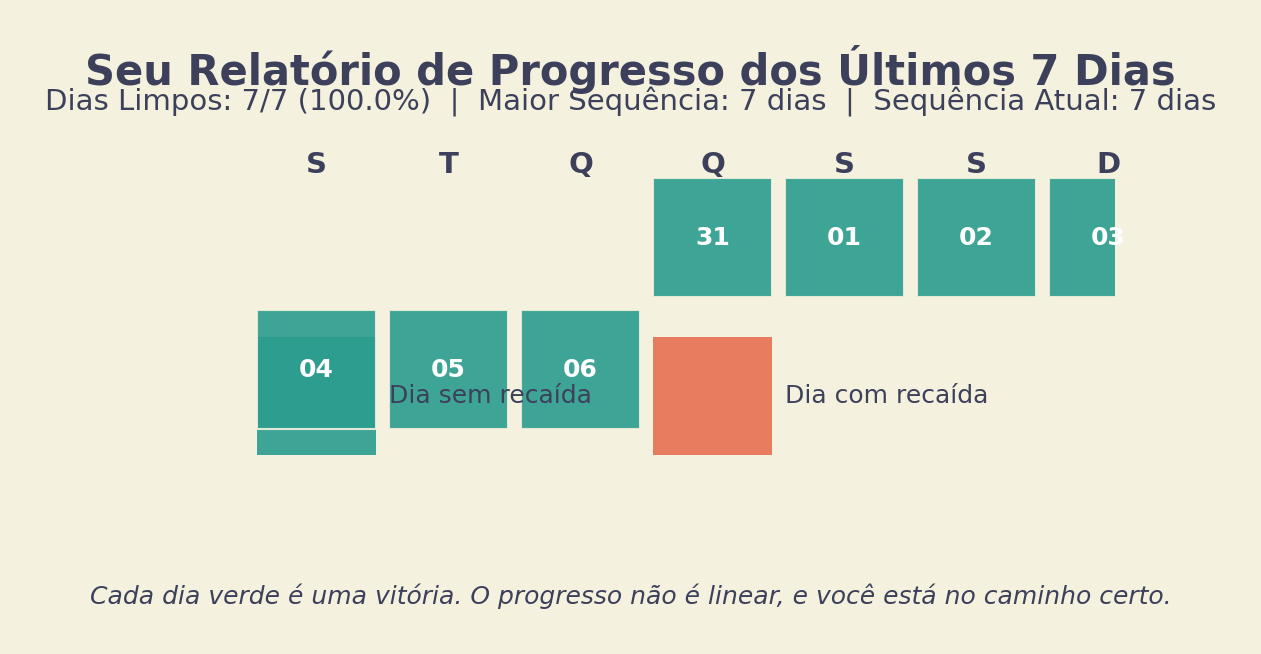 Seu Relatório de Progresso dos Últimos 7 Dias
Dias Limpos: 7/7 (100.0%) | Maior Sequência: 7 dias | Sequência Atual: 7 dias
S T Q Q S S D
31 01 02 03
04 05 06
Dia sem recaída Dia com recaída
Cada dia verde é uma vitória. O progresso não é linear, e você está no caminho certo.